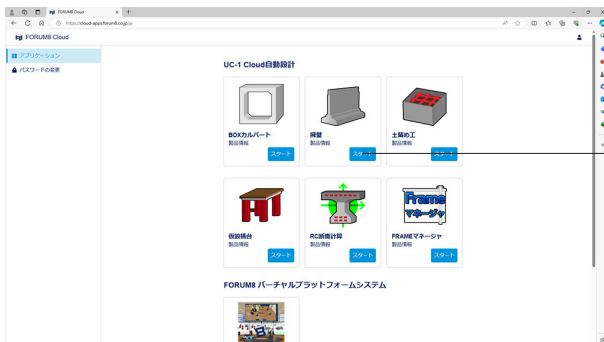 FORUM8 Cloud
https://cloud-apps.forum8.co.jp/ja
FORUM8 Cloud
アプリケーション
パスワードの変更
UC-1 Cloud自動設計
BOXカルバート
製品情報
スタート
擁壁
製品情報
スタート
土留め工
製品情報
スタート
仮設構台
製品情報
スタート
RC断面計算
製品情報
スタート
Frame
マネージャ
FRAMEマネージャ
製品情報
スタート
FORUM8 バーチャルプラットフォームシステム